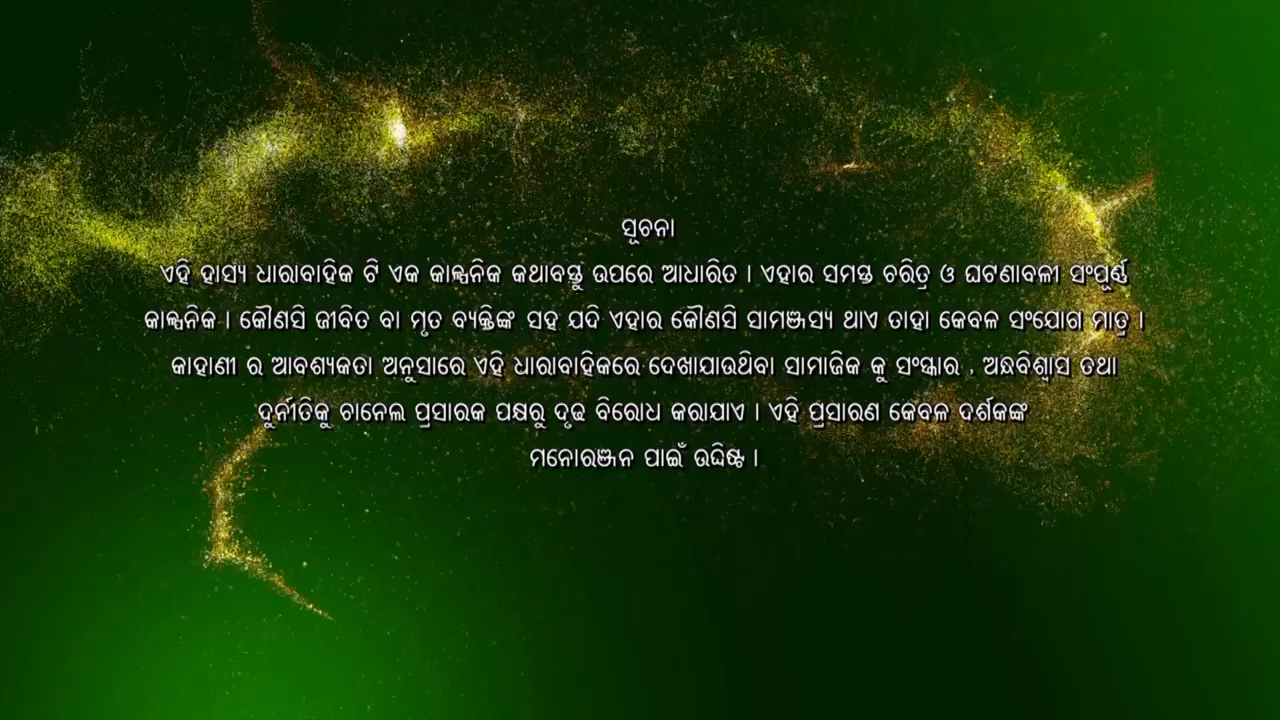 ସୂଚନା
ଏହି ହାସ୍ୟ ଧାରାବାହିକ ଟି ଏକ କାଳ୍ପନିକ କଥାବସ୍ତୁ ଉପରେ ଆଧାରିତ । ଏହାର ସମସ୍ତ ଚରିତ୍ର ଓ ଘଟଣାବଳୀ ସଂପୂର୍ଣ୍ଣ
କାଳ୍ପନିକ । କୌଣସି ଜୀବିତ ବା ମୃତ ବ୍ୟକ୍ତିଙ୍କ ସହ ଯଦି ଏହାର କୌଣସି ସାମଞ୍ଜସ୍ୟ ଥାଏ ତାହା କେବଳ ସଂଯୋଗ ମାତ୍ର ।
କାହାଣୀ ର ଆବଶ୍ୟକତା ଅନୁସାରେ ଏହି ଧାରାବାହିକରେ ଦେଖାଯାଉଥିବା ସାମାଜିକ କୁ ସଂସ୍କାର , ଅନ୍ଧବିଶ୍ୱାସ ତଥା
ଦୁର୍ନୀତିକୁ ଚାନେଲ ପ୍ରସାରକ ପକ୍ଷରୁ ଦୃଢ ବିରୋଧ କରାଯାଏ । ଏହି ପ୍ରସାରଣ କେବଳ ଦର୍ଶକଙ୍କ
ମନୋରଞ୍ଜନ ପାଇଁ ଉଦ୍ଦିଷ୍ଟ ।